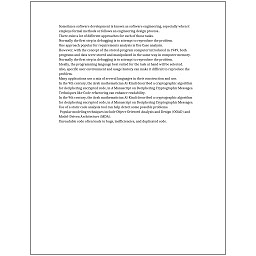 Sometimes software development is known as software engineering, especially when it
employs formal methods or follows an engineering design process.
There exist a lot of different approaches for each of those tasks.
Normally the first step in debugging is to attempt to reproduce the problem.
One approach popular for requirements analysis is Use Case analysis.
However, with the concept of the stored-program computer introduced in 1949, both
programs and data were stored and manipulated in the same way in computer memory.
Normally the first step in debugging is to attempt to reproduce the problem.
Ideally, the programming language best suited for the task at hand will be selected.
Also, specific user environment and usage history can make it difficult to reproduce the
problem.
Many applications use a mix of several languages in their construction and use.
In the 9th century, the Arab mathematician Al-Kindi described a cryptographic algorithm
for deciphering encrypted code, in A Manuscript on Deciphering Cryptographic Messages.
Techniques like Code refactoring can enhance readability.
In the 9th century, the Arab mathematician Al-Kindi described a cryptographic algorithm
for deciphering encrypted code, in A Manuscript on Deciphering Cryptographic Messages.
Use of a static code analysis tool can help detect some possible problems.
Popular modeling techniques include Object-Oriented Analysis and Design (OOAD) and
Model-Driven Architecture (MDA).
Unreadable code often leads to bugs, inefficiencies, and duplicated code.